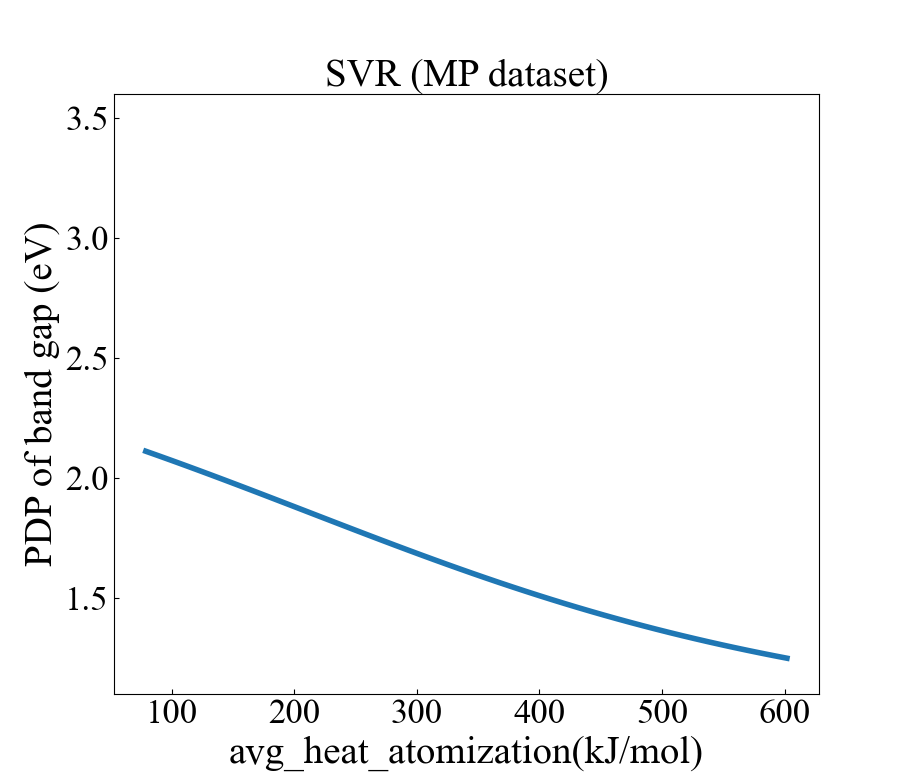 SVR (MP dataset)
PDP of band gap (eV)
3.5
3.0
2.5
2.0
1.5
100 200 300 400 500 600
avg_heat_atomization(kJ/mol)